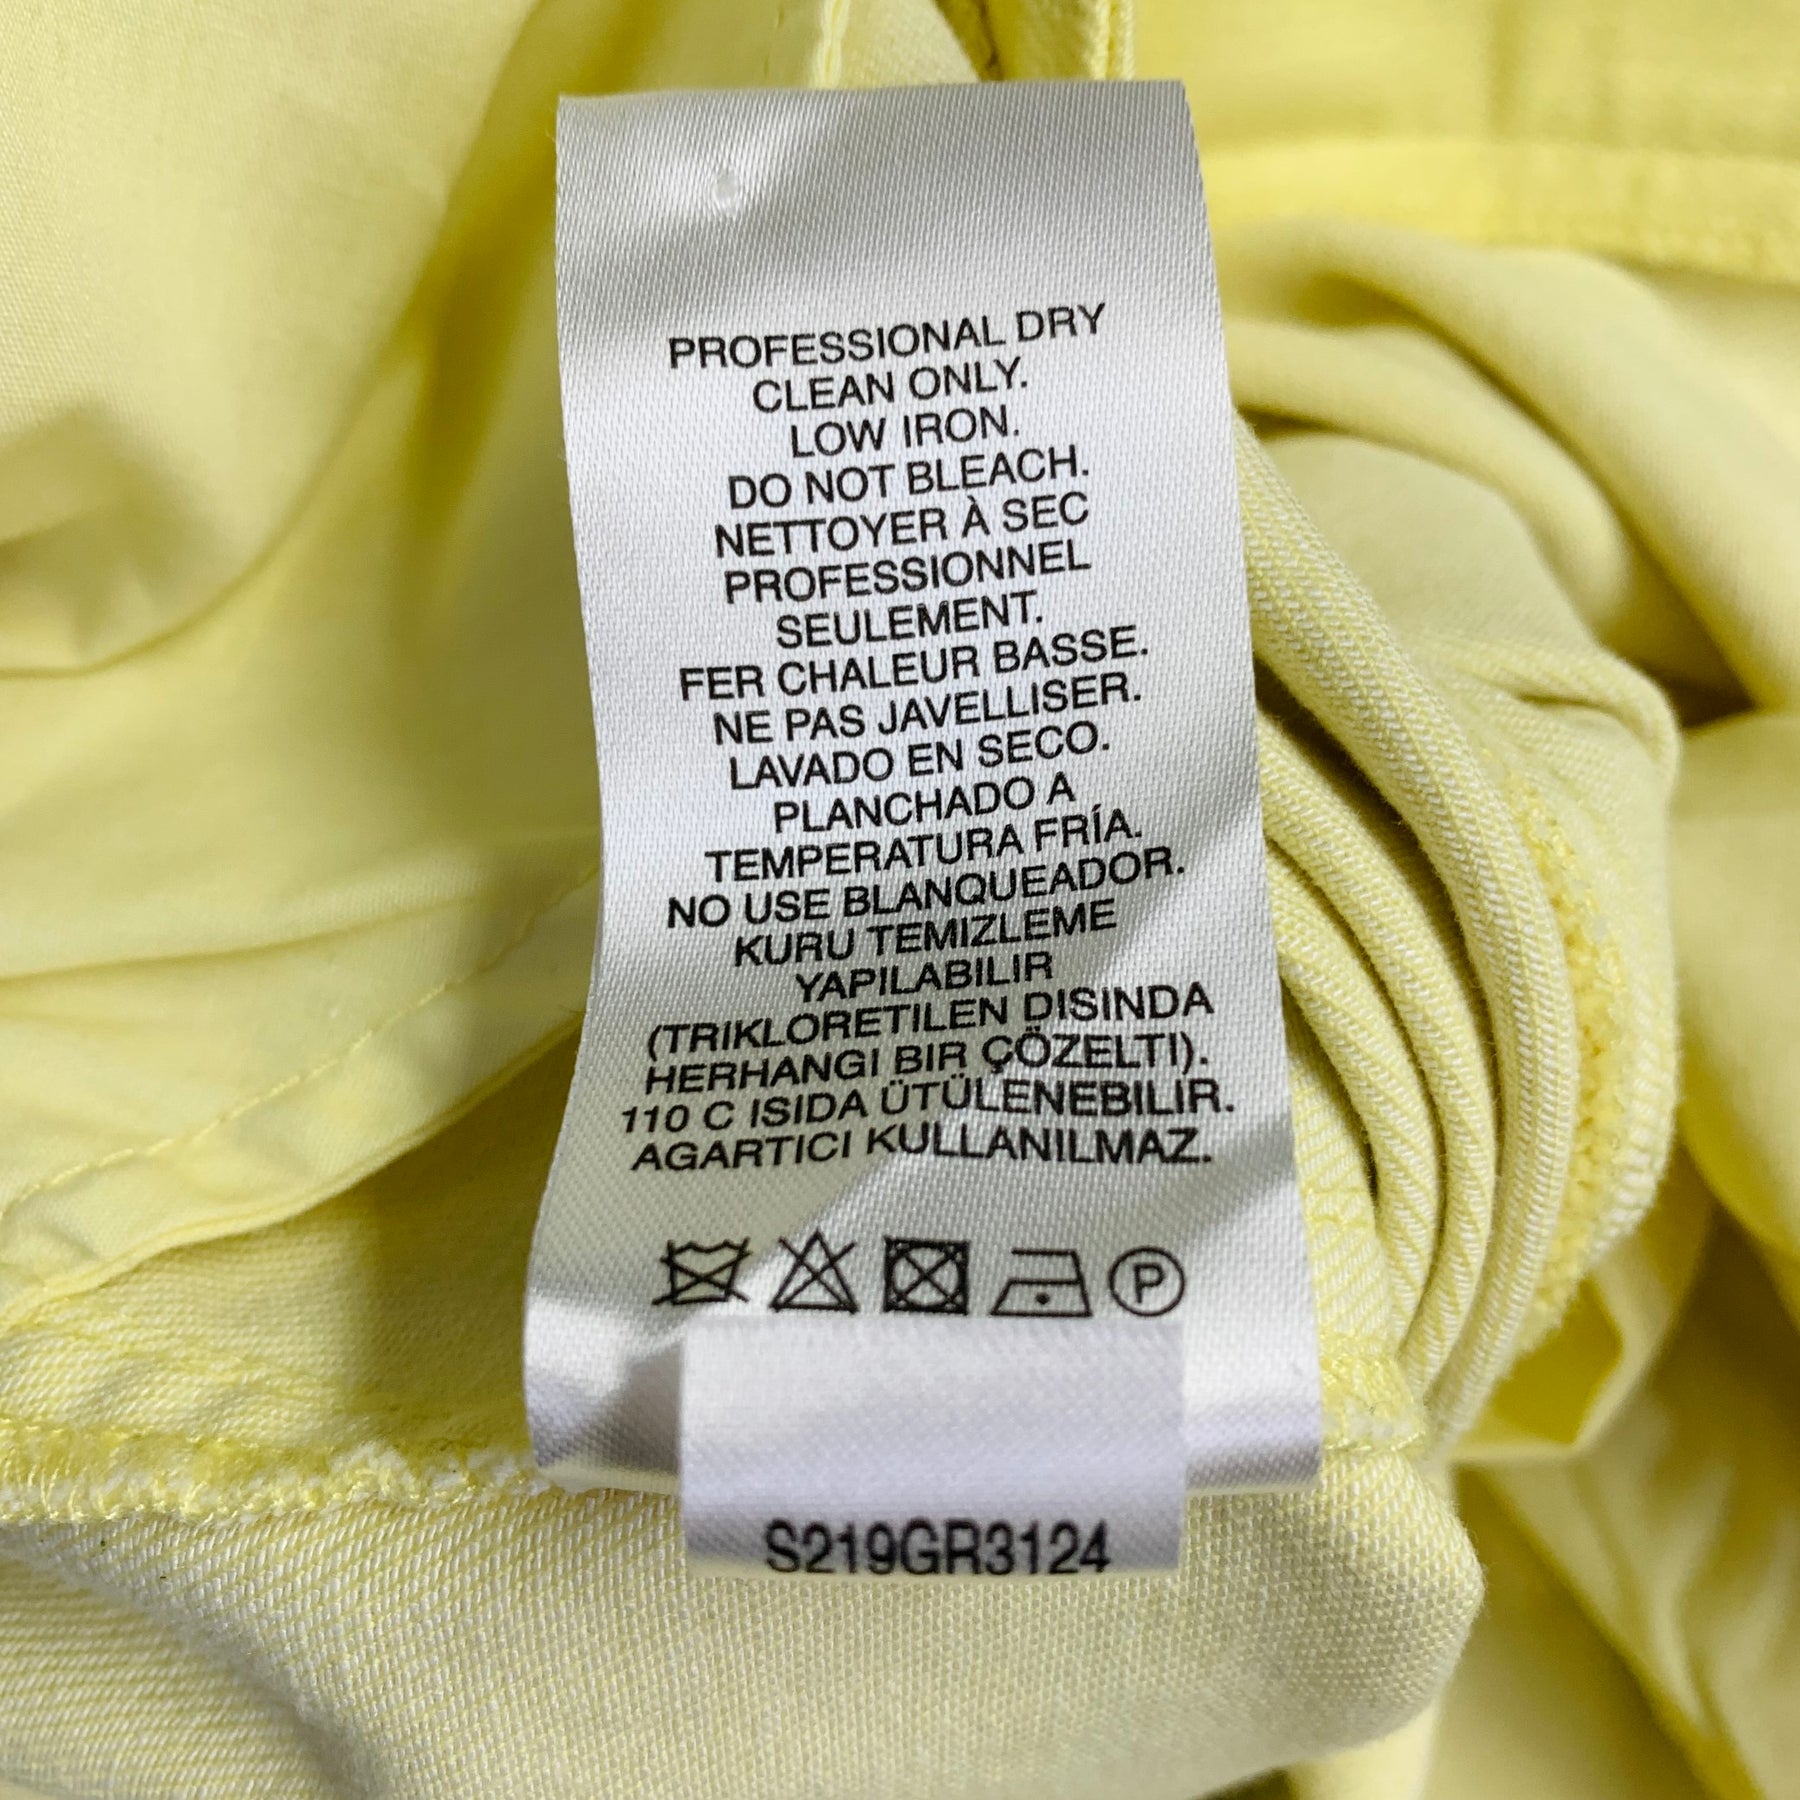 PROFESSIONAL DRY
CLEAN ONLY.
LOW IRON.
DO NOT BLEACH.
NETTOYER À SEC
PROFESSIONNEL
SEULEMENT.
FER CHALEUR BASSE.
NE PAS JAVELLISER.
LAVADO EN SECO.
PLANCHADO A
TEMPERATURA FRÍA.
NO USE BLANQUEADOR.
KURU TEMIZLEME
YAPILABILIR
(TRIKLORETILEN DISINDA
HERHANGI BIR ÇÖZELTI).
110 C ISIDA ÜTÜLENEBILIR.
AGARTICI KULLANILMAZ.
P
S219GR3124